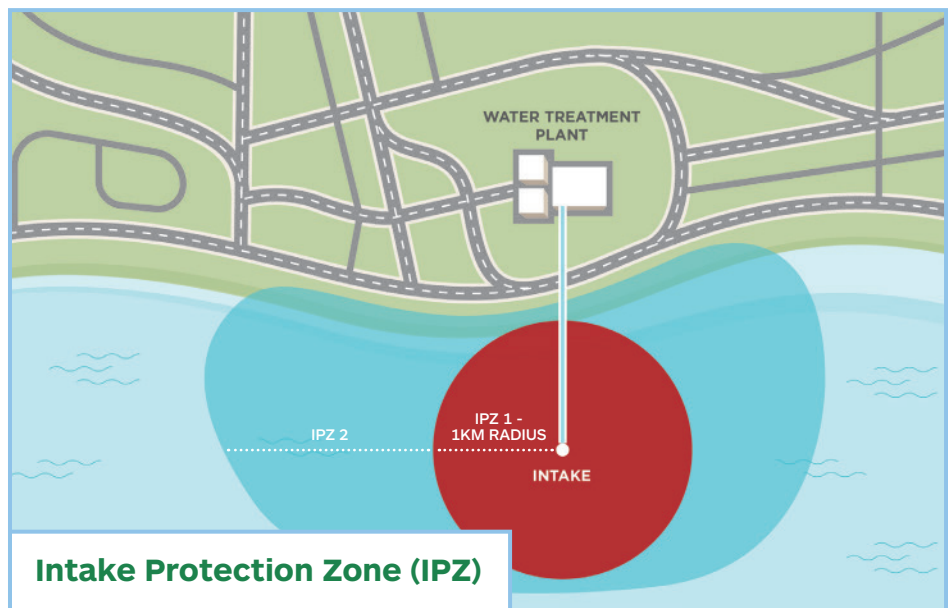 WATER TREATMENT
PLANT
IPZ 1 -
1KM RADIUS
IPZ 2
INTAKE
Intake Protection Zone (IPZ)